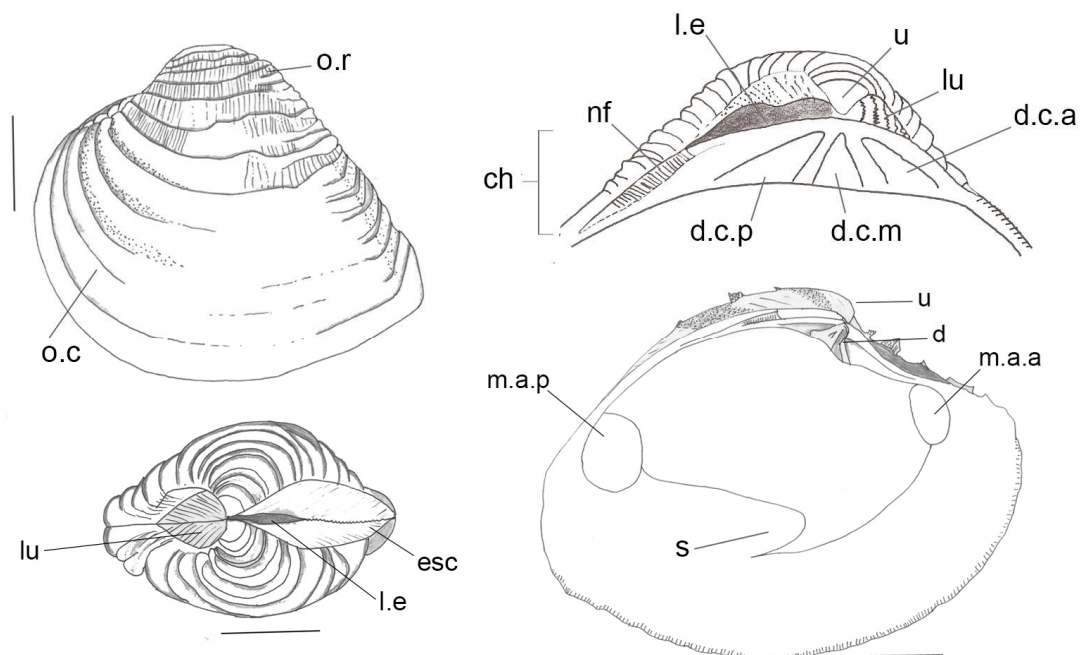 o.r
o.c
l.e
u
lu
nf
d.c.a
ch
d.c.p
d.c.m
lu
esc
l.e
u
d
m.a.p
m.a.a
s